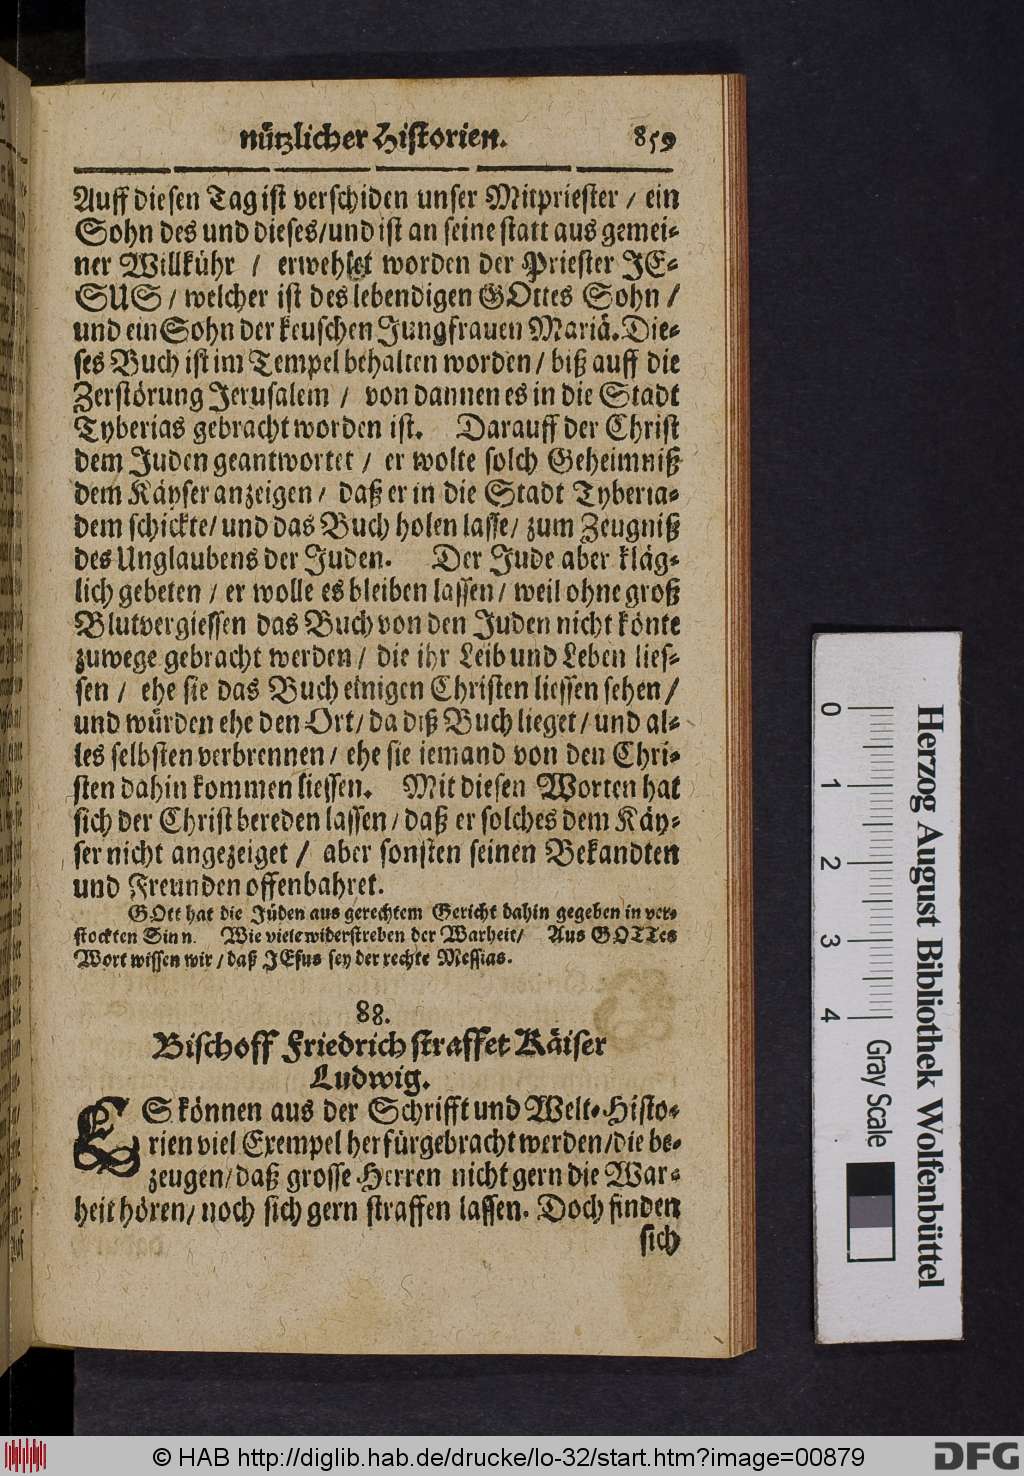 nützlicher Historien. 859
Auff diesen Tag ist verschiden unser Mitpriester / ein
Sohn des und dieses/und ist an seine statt aus gemei-
ner Willkühr / erwehlet worden der Priester JE-
SUS / welcher ist des lebendigen GOttes Sohn /
und ein Sohn der keuschen Jungfrauen Mariä. Die-
ses Buch ist im Tempel behalten worden / biß auff die
Zerstörung Jerusalem / von dannen es in die Stadt
Tyberias gebracht worden ist. Darauff der Christ
dem Juden geantwortet / er wolte solch Geheimniß
dem Käyser anzeigen / daß er in die Stadt Tyberia-
dem schickte/ und das Buch holen lasse/ zum Zeugniß
des Unglaubens der Juden. Der Jude aber kläg-
lich gebeten / er wolle es bleiben lassen / weil ohne groß
Blutvergiessen das Buch von den Juden nicht könte
zuwege gebracht werden / die ihr Leib und Leben lies-
sen / ehe sie das Buch einigen Christen liessen sehen /
und würden ehe den Ort/ da diß Buch lieget / und al-
les selbsten verbrennen / ehe sie iemand von den Chri-
sten dahin kommen liessen. Mit diesen Worten hat
sich der Christ bereden lassen / daß er solches dem Käy-
ser nicht angezeiget / aber sonsten seinen Bekandten
und Freunden offenbahret.
GOtt hat die Jüden aus gerechtem Gericht dahin gegeben in ver-
stockten Sinn. Wie viele widerstreben der Warheit/ Aus GOTTes
Wort wissen wir / daß JEsus sey der rechte Messias.
88.
Bischoff Friedrich straffet Käiser
Ludwig.
ES können aus der Schrifft und Welt-Histo-
rien viel Exempel herfürgebracht werden/die be-
zeugen/daß grosse Herren nicht gern die War-
heit hören/ noch sich gern straffen lassen. Doch finden
sich
0 1 2 3 4
Gray Scale
Herzog August Bibliothek Wolfenbüttel
© HAB http://diglib.hab.de/drucke/lo-32/start.htm?image=00879
DFG